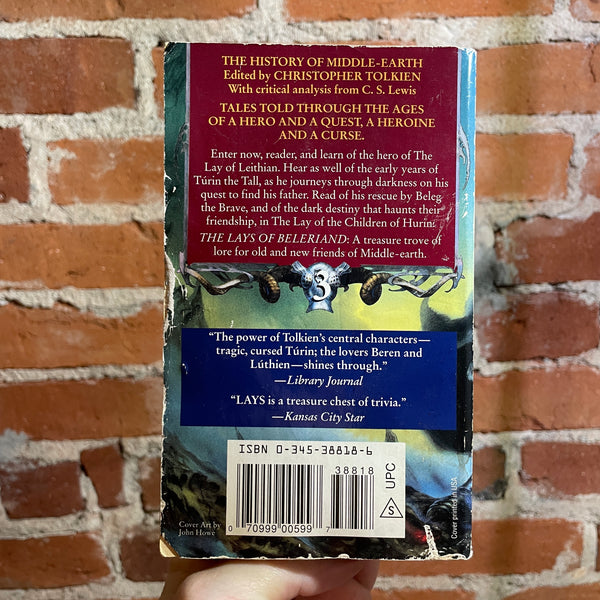 THE HISTORY OF MIDDLE-EARTH
Edited by CHRISTOPHER TOLKIEN
With critical analysis from C. S. Lewis
TALES TOLD THROUGH THE AGES
OF A HERO AND A QUEST, A HEROINE
AND A CURSE.
Enter now, reader, and learn of the hero of The
Lay of Leithian. Hear as well of the early years of
Túrin the Tall, as he journeys through darkness on his
quest to find his father. Read of his rescue by Beleg
the Brave, and of the dark destiny that haunts their
friendship, in The Lay of the Children of Hurin.
THE LAYS OF BELERIAND: A treasure trove of
lore for old and new friends of Middle-earth.
3
“The power of Tolkien’s central characters—
tragic, cursed Túrin; the lovers Beren and
Lúthien—shines through.”
—Library Journal
“LAYS is a treasure chest of trivia.”
—Kansas City Star
ISBN 0-345-38818-6
38818
0 70999 00599 7
UPC
S
Cover Art by
John Howe
Cover printed in USA